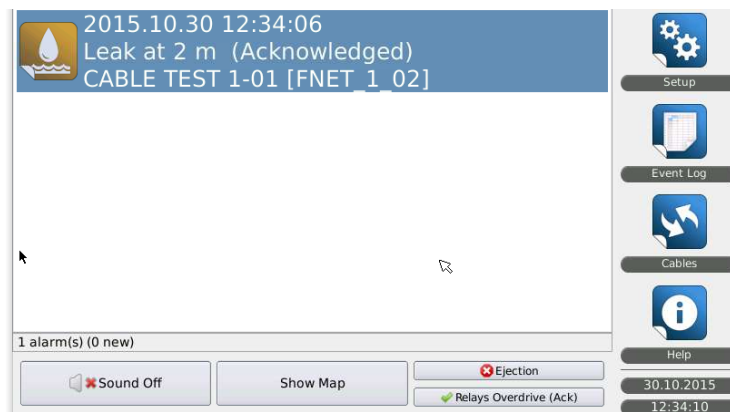 2015.10.30 12:34:06
Leak at 2 m (Acknowledged)
CABLE TEST 1-01 [FNET_1_02]
Setup
Event Log
Cables
Help
1 alarm(s) (0 new)
Sound Off
Show Map
Ejection
Relays Overdrive (Ack)
30.10.2015
12:34:10